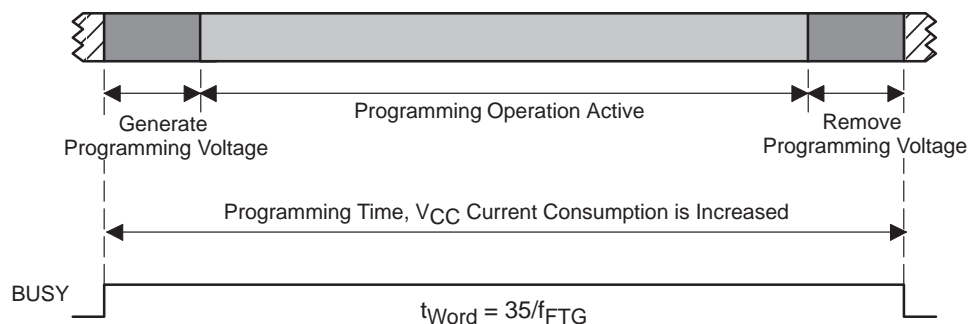 Generate
Programming Voltage
Programming Operation Active
Remove
Programming Voltage
Programming Time, VCC Current Consumption is Increased
BUSY
tWord = 35/fFTG